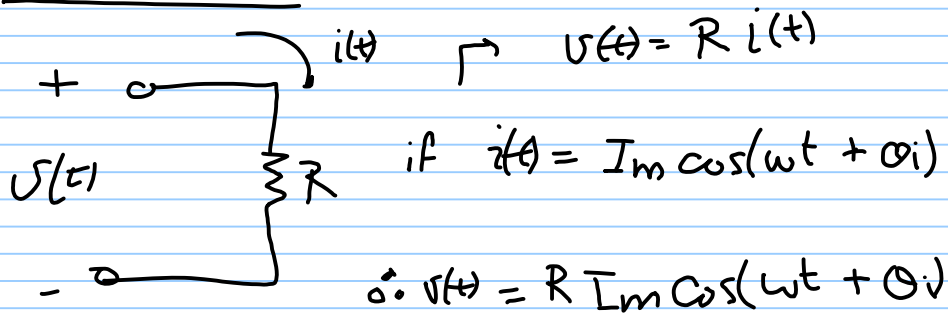 i(t) v(t) = R i(t)
+
if i(t) = Im cos(ωt + θi)
v(t) R
- ∴ v(t) = R Im Cos(ωt + θi)